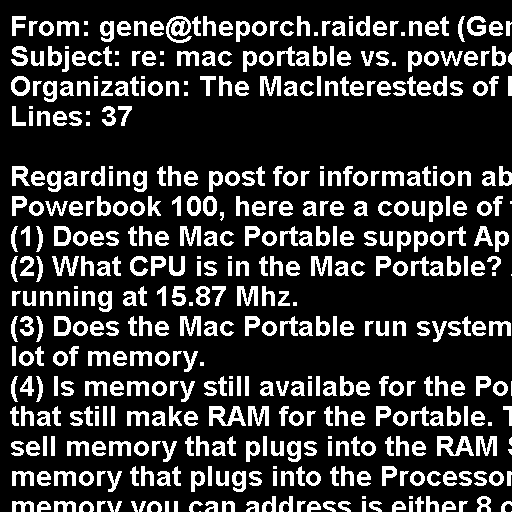 From: gene@theporch.raider.net (Ger
Subject: re: mac portable vs. powerb
Organization: The MacInteresteds of
Lines: 37

Regarding the post for information ab
Powerbook 100, here are a couple of
(1) Does the Mac Portable support Ap
(2) What CPU is in the Mac Portable?
running at 15.87 Mhz.
(3) Does the Mac Portable run system
lot of memory.
(4) Is memory still availabe for the Po
that still make RAM for the Portable.
sell memory that plugs into the RAM
memory that plugs into the Processor
memory you can address is either 8